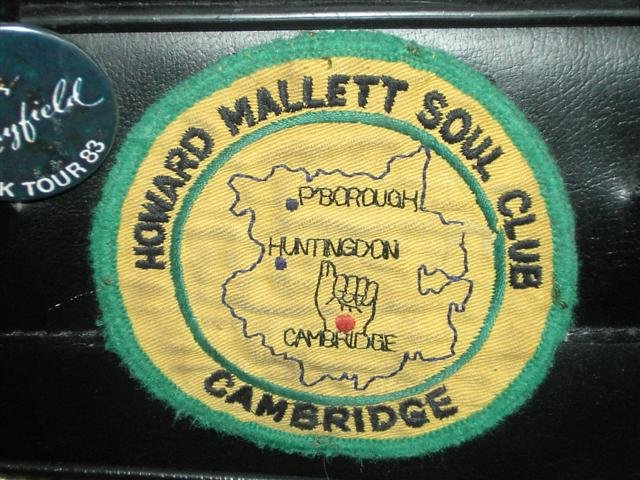 HOWARD MALLETT SOUL CLUB
P'BOROUGH
HUNTINGDON
CAMBRIDGE
CAMBRIDGE
TOUR 83